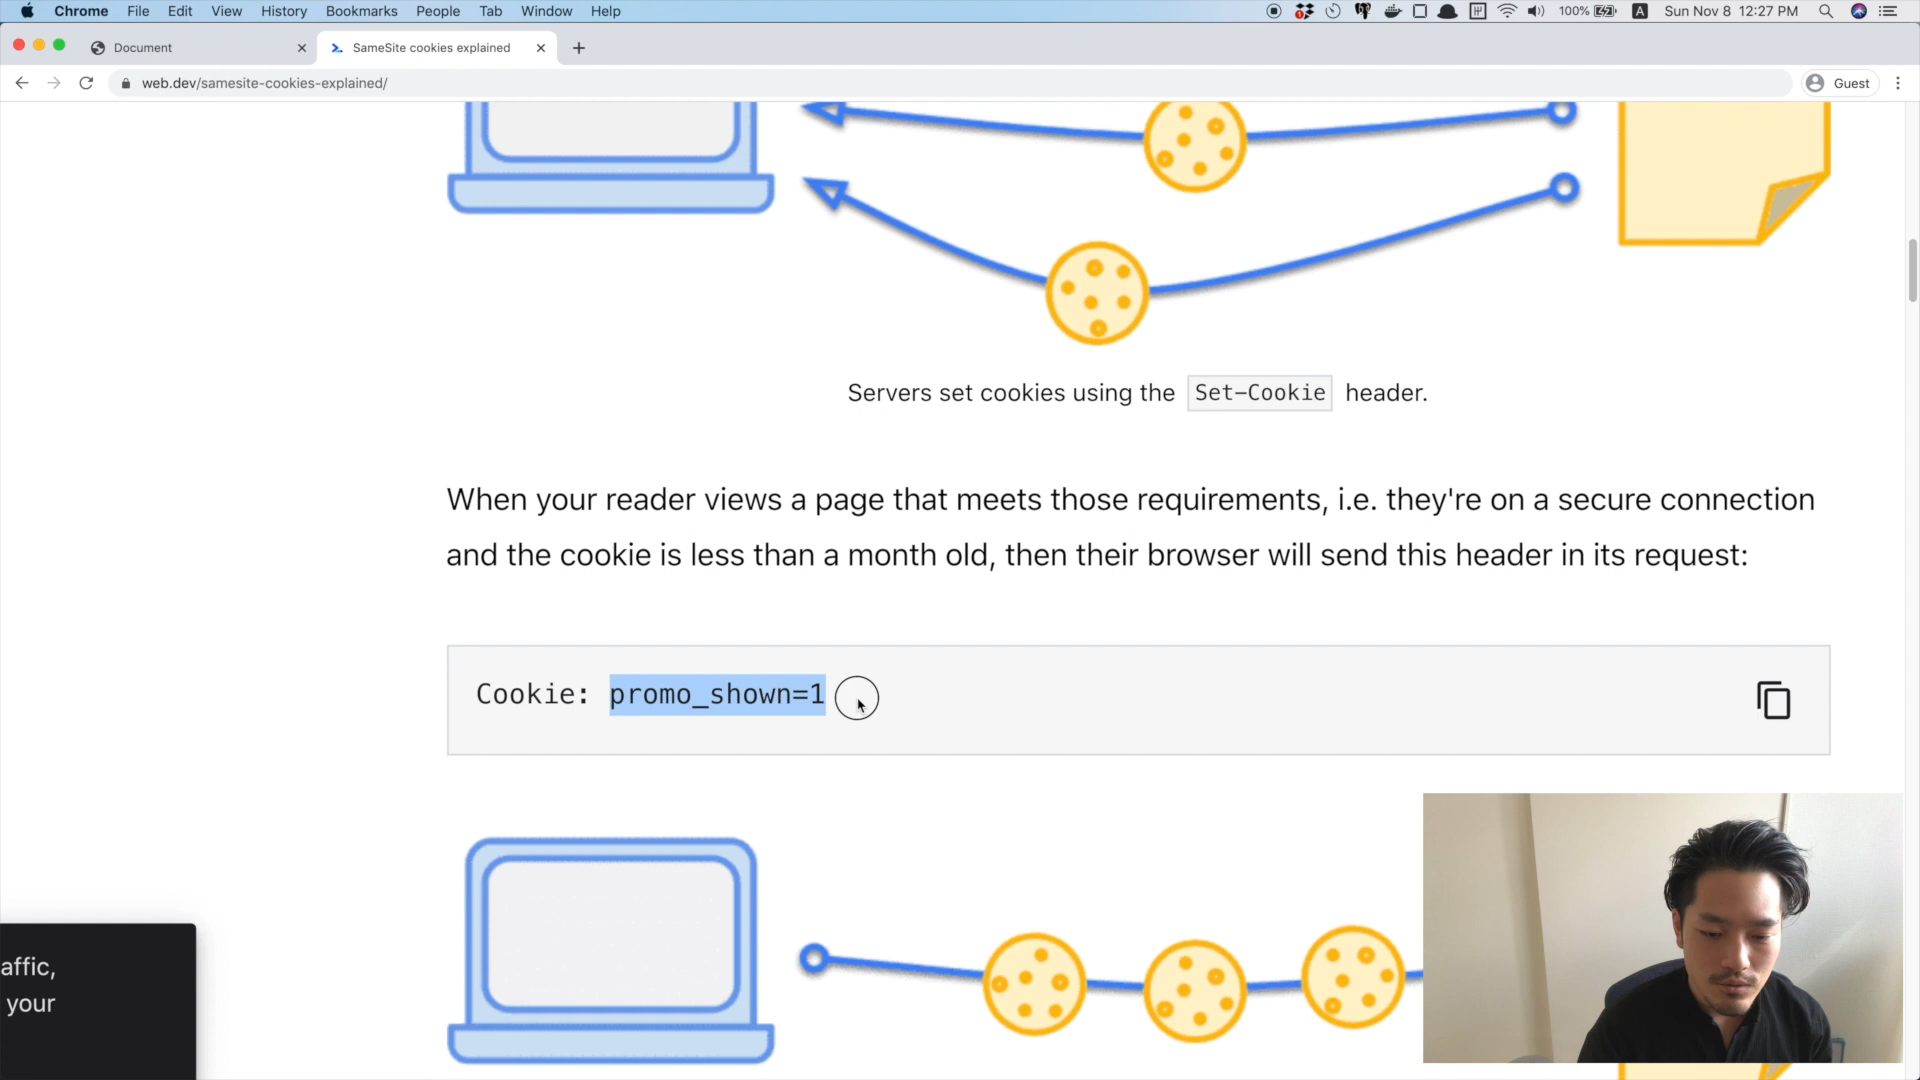 Chrome File Edit View History Bookmarks People Tab Window Help
100% A Sun Nov 8 12:27 PM
Document
SameSite cookies explained
web.dev/samesite-cookies-explained/
Guest
Servers set cookies using the Set-Cookie header.
When your reader views a page that meets those requirements, i.e. they're on a secure connection
and the cookie is less than a month old, then their browser will send this header in its request:
Cookie: promo_shown=1
affic,
your